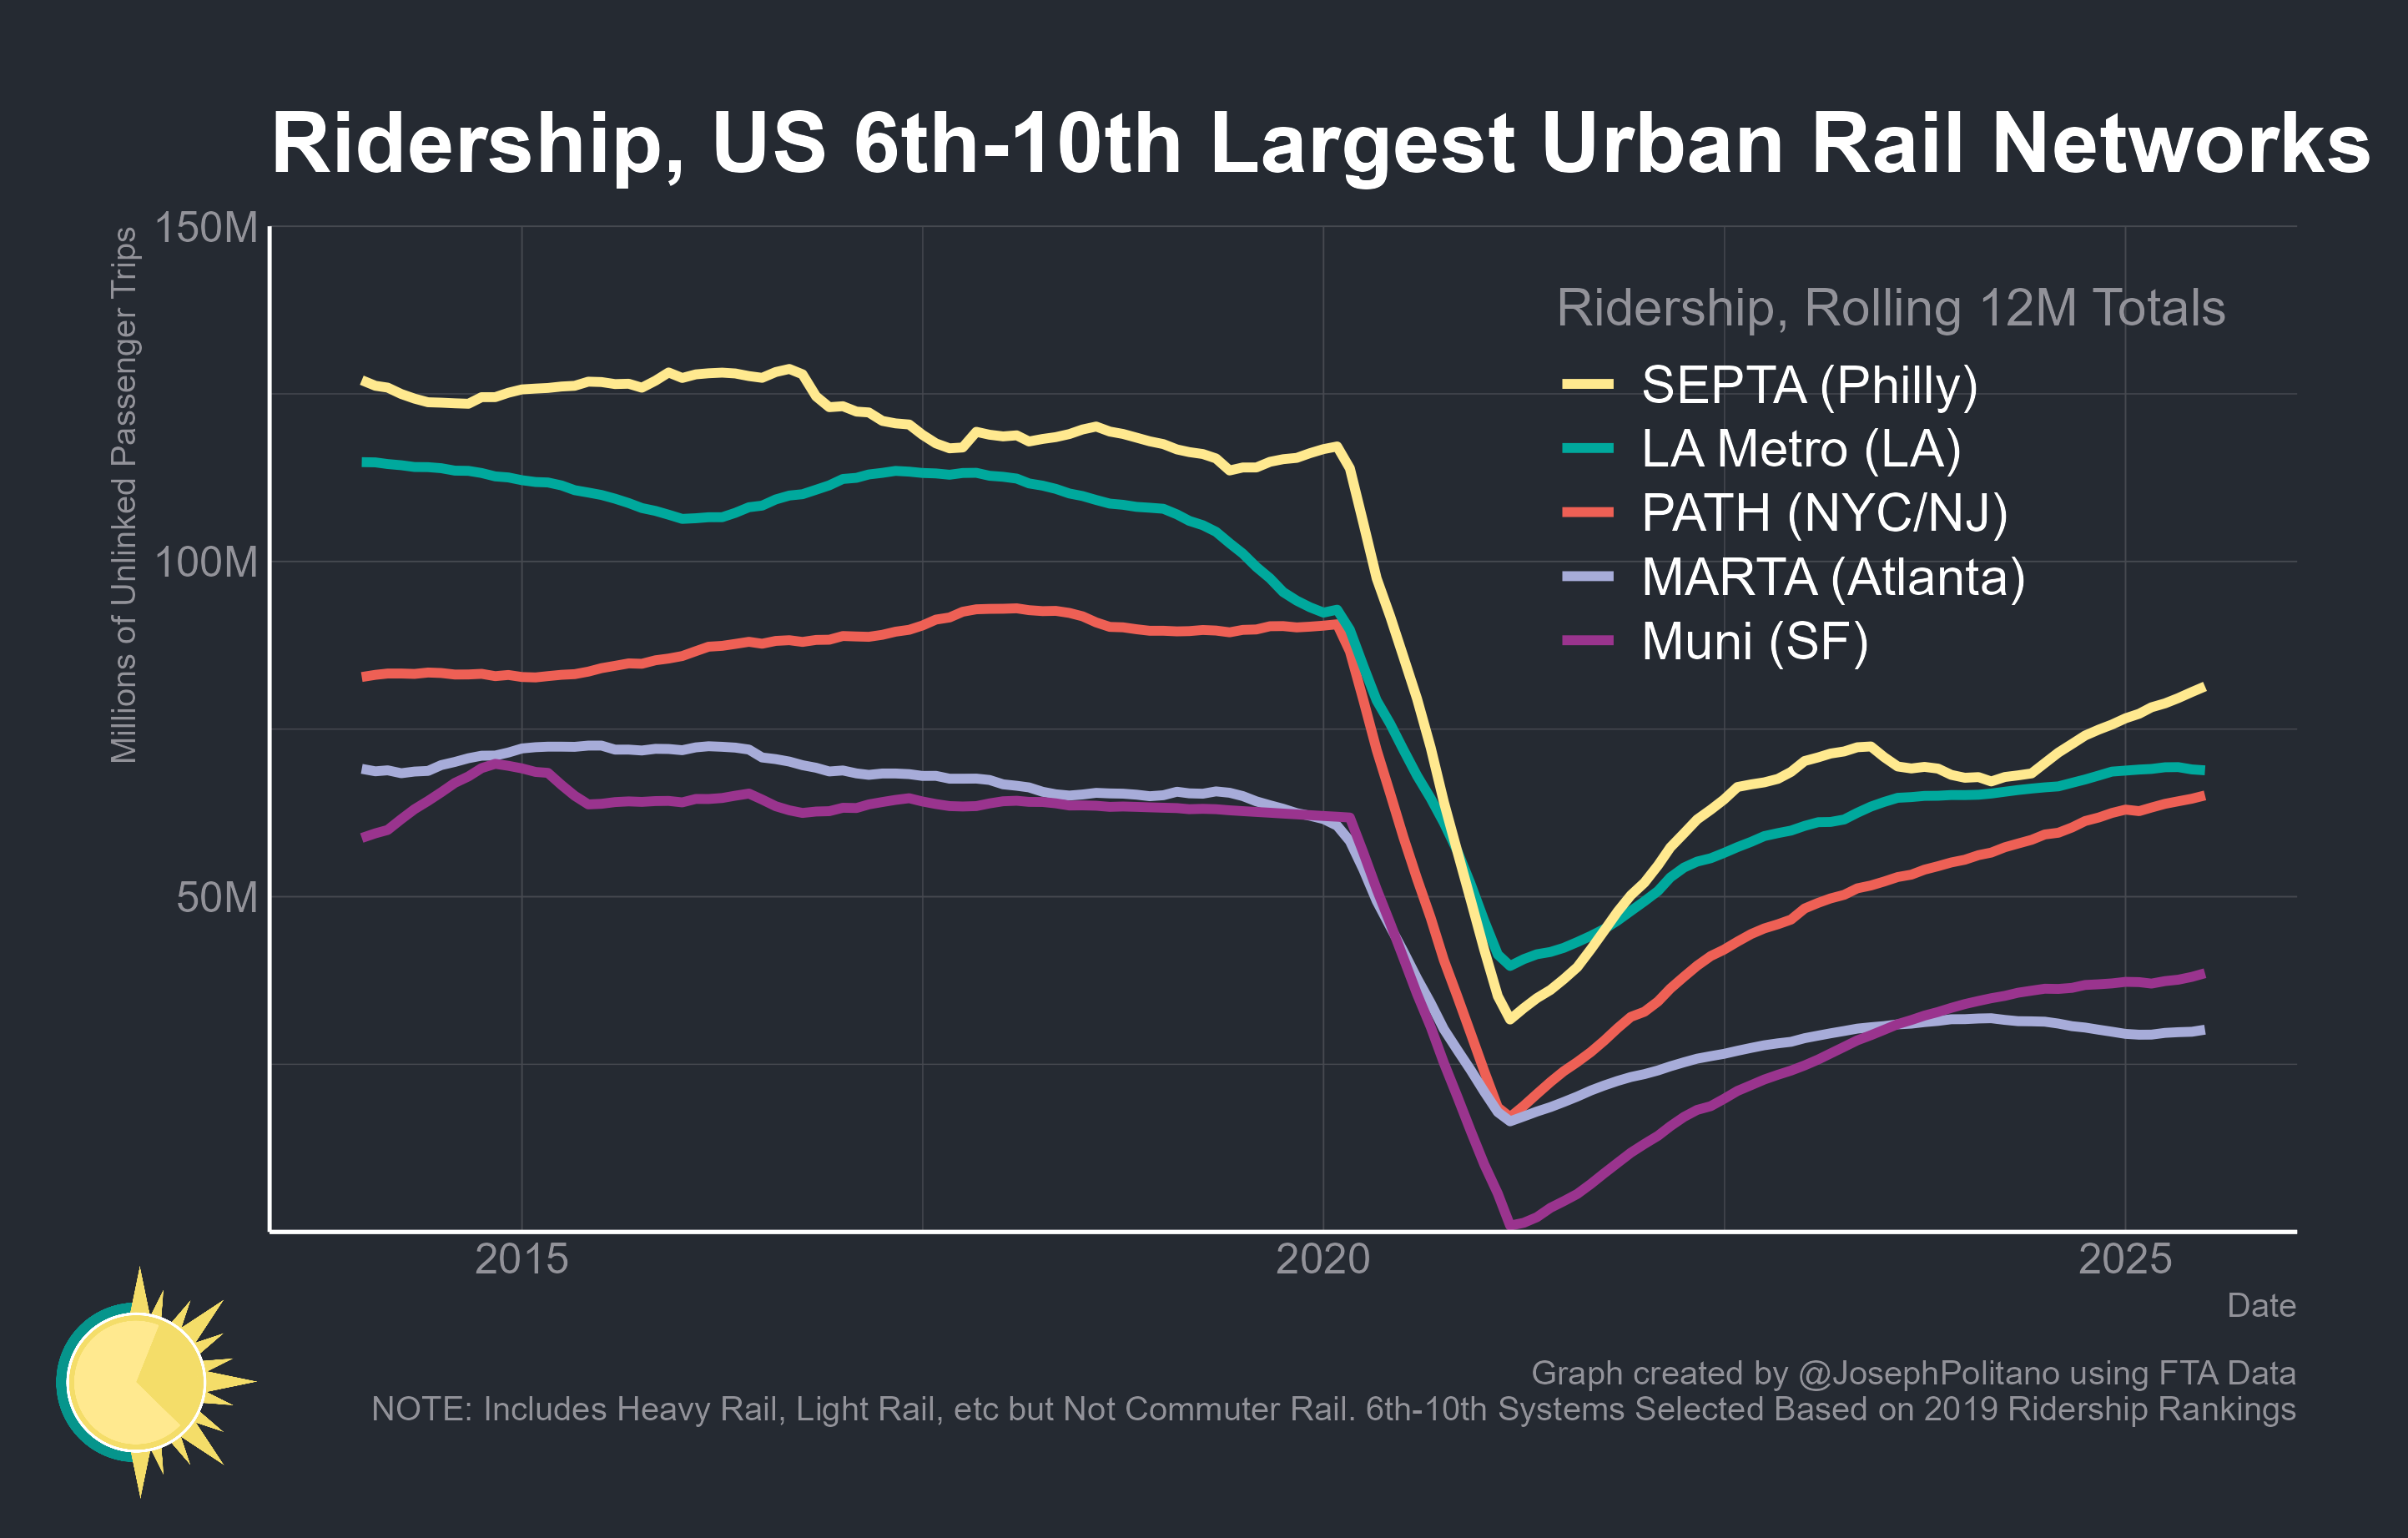 Ridership, US 6th-10th Largest Urban Rail Networks
Millions of Unlinked Passenger Trips
150M
100M
50M
Ridership, Rolling 12M Totals
SEPTA (Philly)
LA Metro (LA)
PATH (NYC/NJ)
MARTA (Atlanta)
Muni (SF)
2015
2020
2025
Date
Graph created by @JosephPolitano using FTA Data
NOTE: Includes Heavy Rail, Light Rail, etc but Not Commuter Rail. 6th-10th Systems Selected Based on 2019 Ridership Rankings